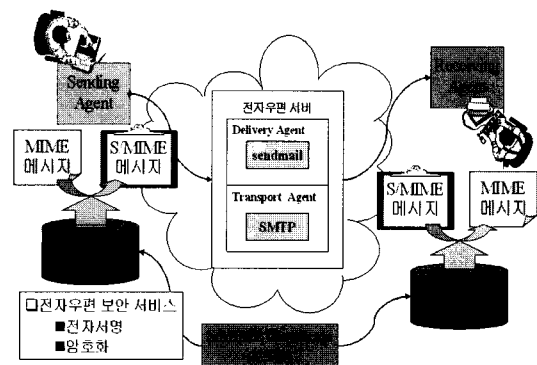 Sending
Agent
Receiving
Agent
전자우편 서버
Delivery Agent
sendmail
Transport Agent
SMTP
MIME
메시지
S/MIME
메시지
S/MIME
메시지
MIME
메시지
□전자우편 보안 서비스
■전자서명
■암호화